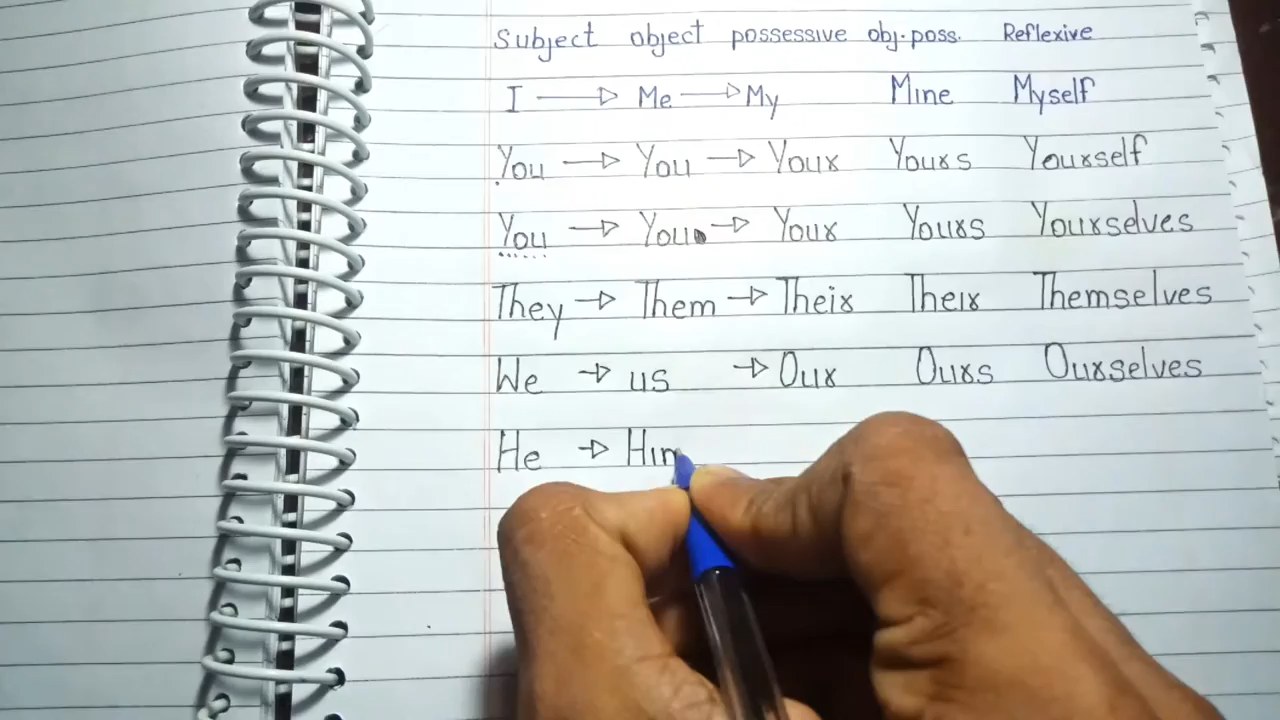 Subject object possessive obj.poss. Reflexive
I → Me → My Mine Myself
You → You → Your Yours Yourself
You → You → Your Yours Yourselves
They → Them → Their Their Themselves
We → us → Our Ours Ourselves
He → Him